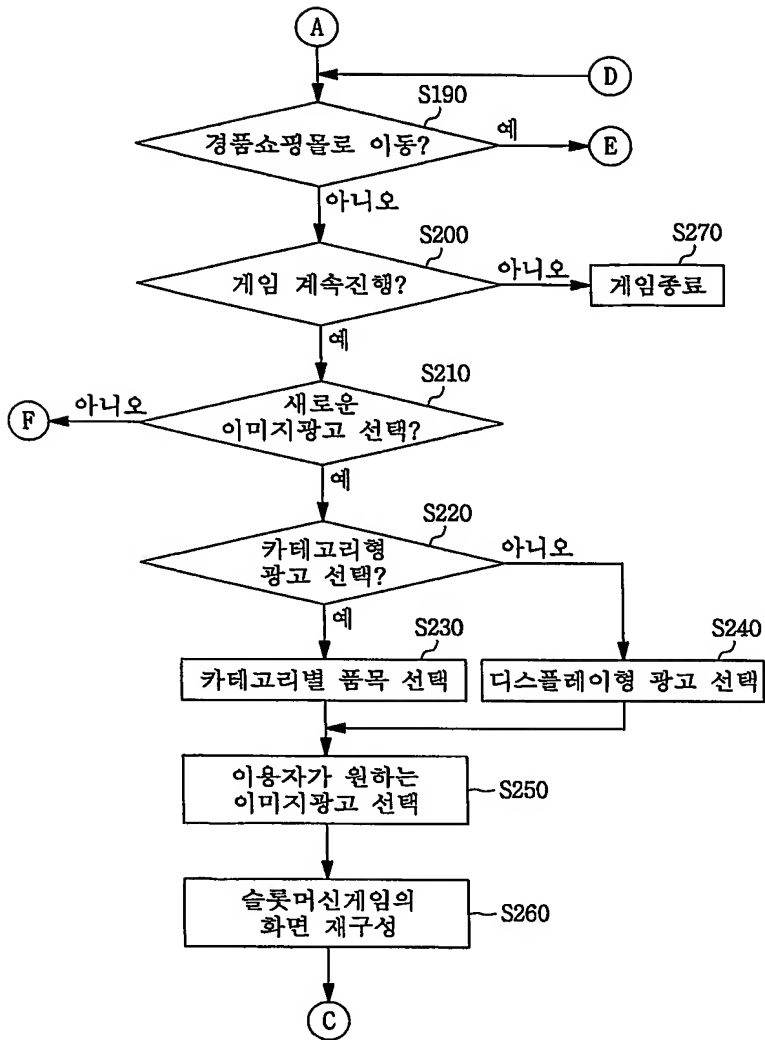 A
D
S190
경품쇼핑몰로 이동?
예
E
아니오
S200
게임 계속진행?
아니오
S270
게임종료
예
S210
새로운
이미지광고 선택?
아니오
F
예
S220
카테고리형
광고 선택?
아니오
예
S230
카테고리별 품목 선택
S240
디스플레이형 광고 선택
이용자가 원하는
이미지광고 선택
S250
슬롯머신게임의
화면 재구성
S260
C